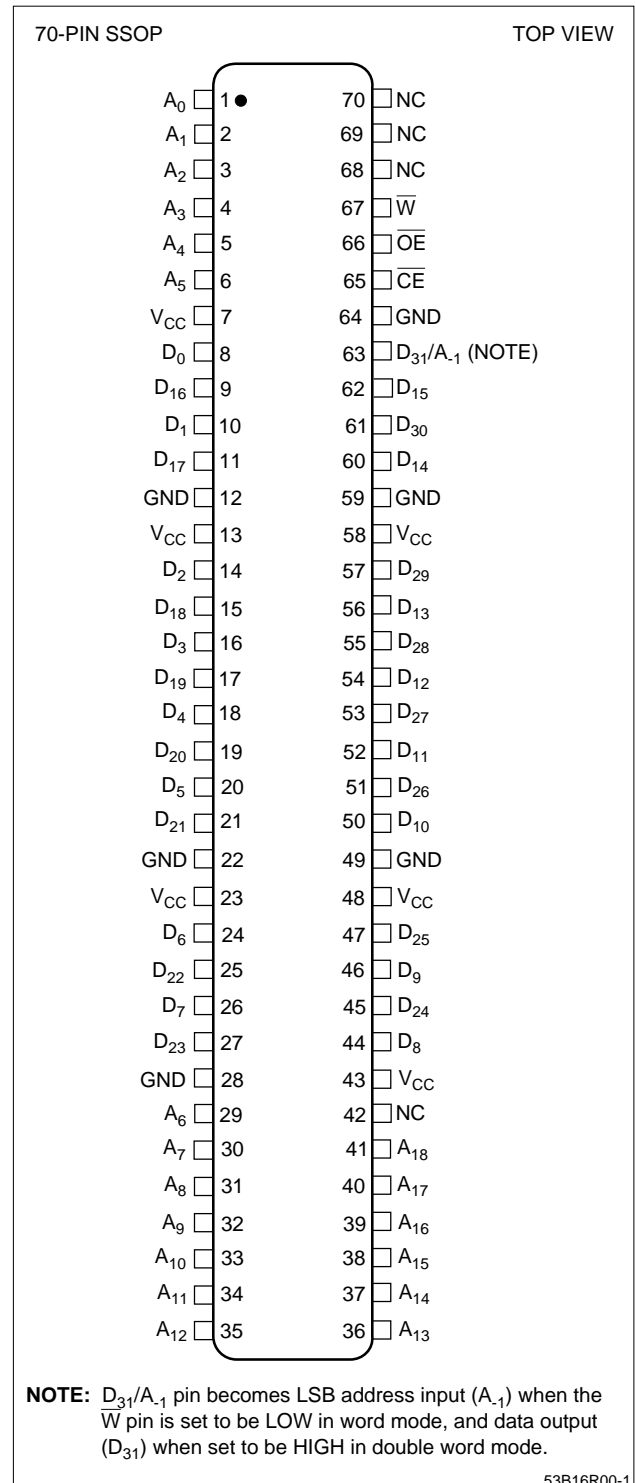 70-PIN SSOP TOP VIEW
A0 1 70 NC
A1 2 69 NC
A2 3 68 NC
A3 4 67 W̅
A4 5 66 O̅E̅
A5 6 65 C̅E̅
VCC 7 64 GND
D0 8 63 D31/A-1 (NOTE)
D16 9 62 D15
D1 10 61 D30
D17 11 60 D14
GND 12 59 GND
VCC 13 58 VCC
D2 14 57 D29
D18 15 56 D13
D3 16 55 D28
D19 17 54 D12
D4 18 53 D27
D20 19 52 D11
D5 20 51 D26
D21 21 50 D10
GND 22 49 GND
VCC 23 48 VCC
D6 24 47 D25
D22 25 46 D9
D7 26 45 D24
D23 27 44 D8
GND 28 43 VCC
A6 29 42 NC
A7 30 41 A18
A8 31 40 A17
A9 32 39 A16
A10 33 38 A15
A11 34 37 A14
A12 35 36 A13
NOTE: D31/A-1 pin becomes LSB address input (A-1) when the
W̅ pin is set to be LOW in word mode, and data output
(D31) when set to be HIGH in double word mode.
53B16R00-1